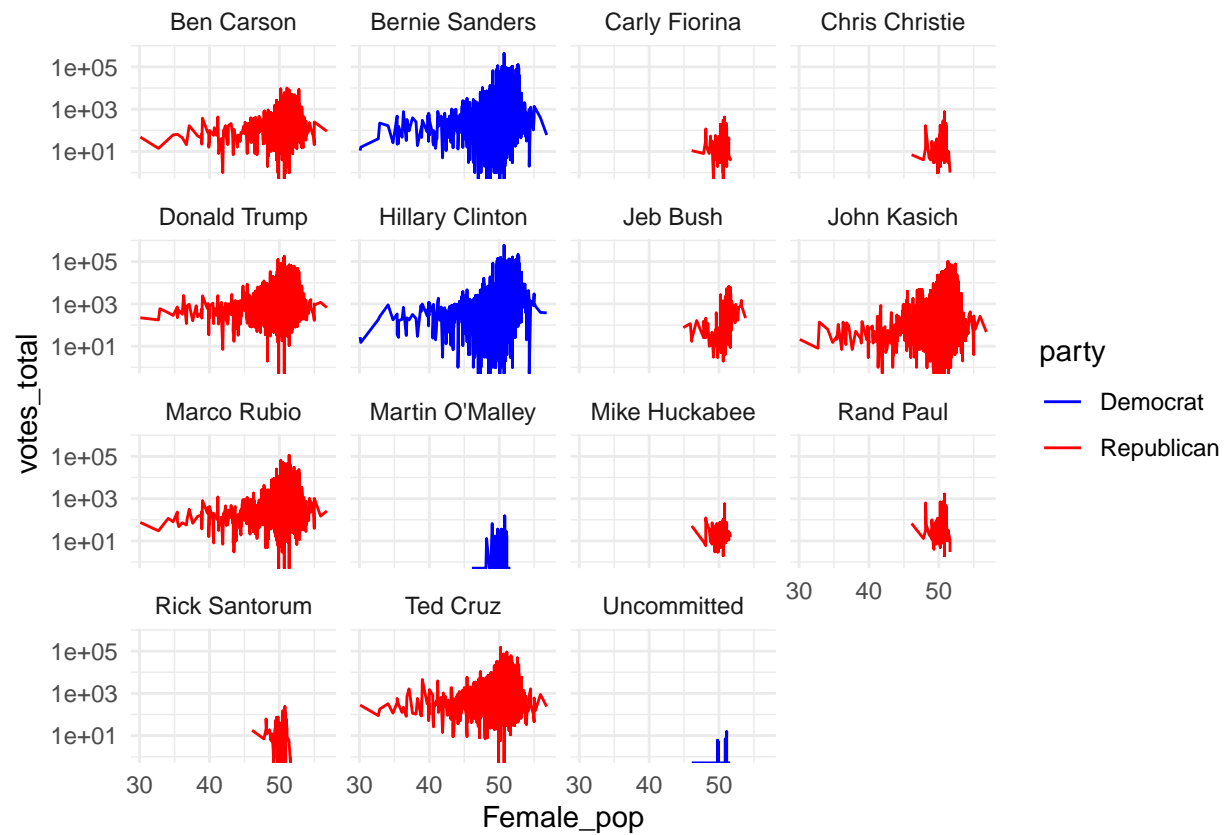 Ben Carson
Bernie Sanders
Carly Fiorina
Chris Christie
1e+05
1e+03
1e+01
30 40 50
30 40 50
30 40 50
30 40 50
Donald Trump
Hillary Clinton
Jeb Bush
John Kasich
1e+05
1e+03
1e+01
votes_total
party
Democrat
Republican
Marco Rubio
Martin O'Malley
Mike Huckabee
Rand Paul
1e+05
1e+03
1e+01
Rick Santorum
Ted Cruz
Uncommitted
1e+05
1e+03
1e+01
Female_pop